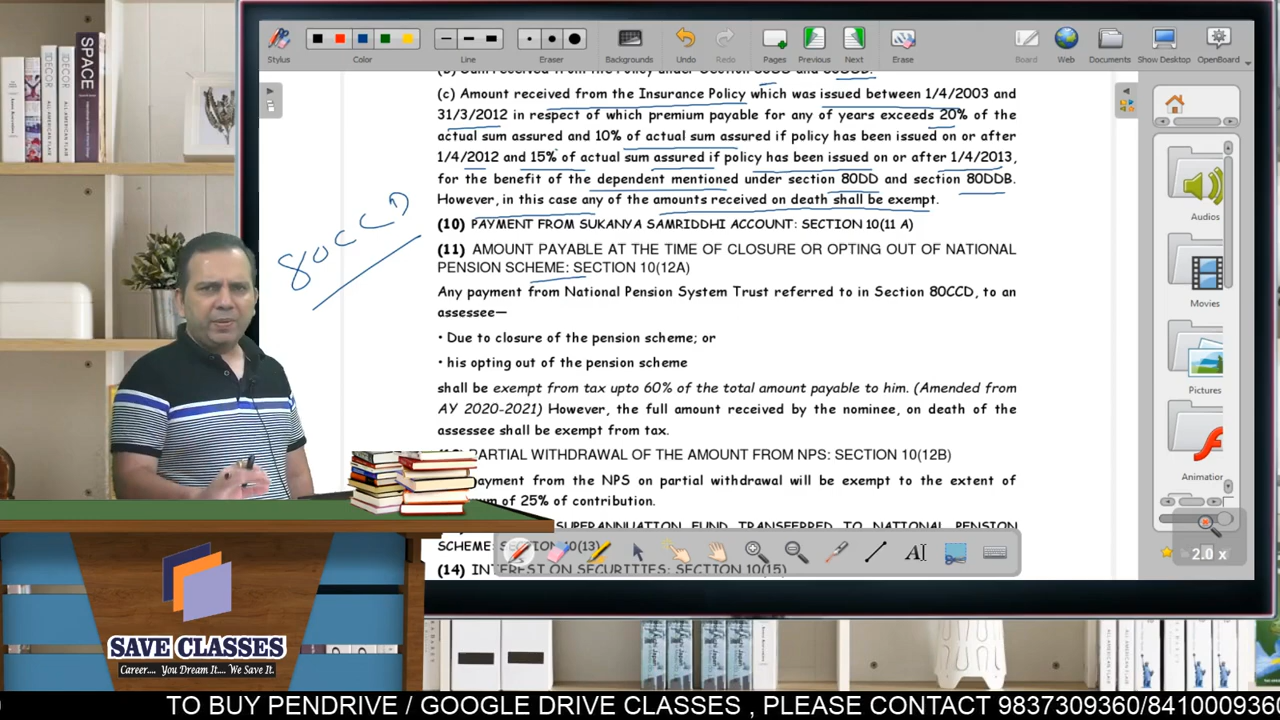 Stylus
Color
Line
Eraser
Backgrounds
Undo
Redo
Pages
Previous
Next
Erase
Board
Web
Documents
Show Desktop
OpenBoard
(c) Amount received from the Insurance Policy which was issued between 1/4/2003 and
31/3/2012 in respect of which premium payable for any of years exceeds 20% of the
actual sum assured and 10% of actual sum assured if policy has been issued on or after
1/4/2012 and 15% of actual sum assured if policy has been issued on or after 1/4/2013,
for the benefit of the dependent mentioned under section 80DD and section 80DDB.
However, in this case any of the amounts received on death shall be exempt.
(10) PAYMENT FROM SUKANYA SAMRIDDHI ACCOUNT: SECTION 10(11 A)
(11) AMOUNT PAYABLE AT THE TIME OF CLOSURE OR OPTING OUT OF NATIONAL
PENSION SCHEME: SECTION 10(12A)
Any payment from National Pension System Trust referred to in Section 80CCD, to an
assessee—
• Due to closure of the pension scheme; or
• his opting out of the pension scheme
shall be exempt from tax upto 60% of the total amount payable to him. (Amended from
AY 2020-2021) However, the full amount received by the nominee, on death of the
assessee shall be exempt from tax.
PARTIAL WITHDRAWAL OF THE AMOUNT FROM NPS: SECTION 10(12B)
payment from the NPS on partial withdrawal will be exempt to the extent of
of 25% of contribution.
SUPERANNUATION FUND TRANSFERRED TO NATIONAL PENSION
SCHEME: SECTION 10(13)
(14) INTEREST ON SECURITIES: SECTION 10(15)
80CCD
Audios
Movies
Pictures
Animation
2.0 x
DECOR
DECOR
SPACE
SAVE CLASSES
Career.... You Dream It.... We Save It.
TO BUY PENDRIVE / GOOGLE DRIVE CLASSES , PLEASE CONTACT 9837309360/8410009360